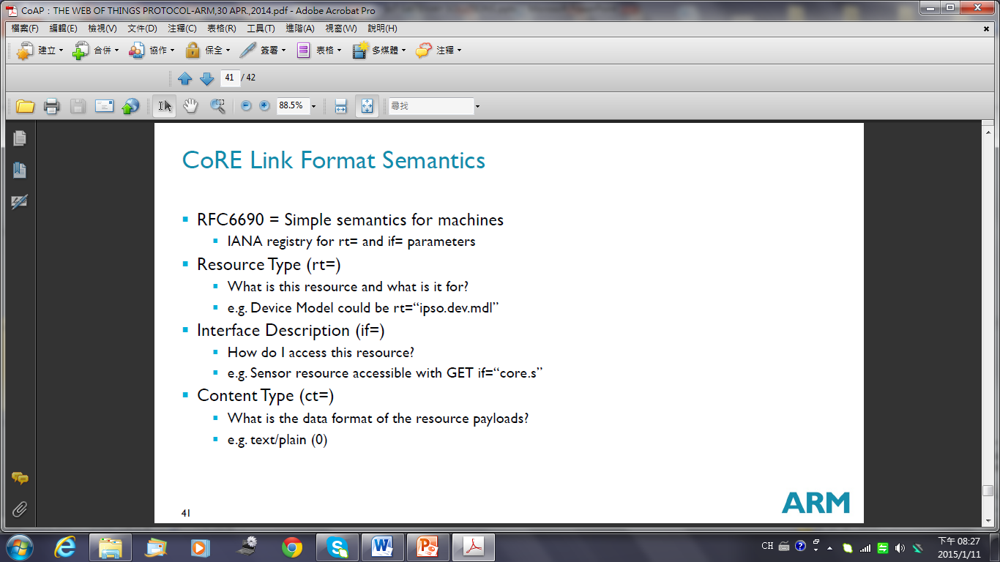 CoAP：THE WEB OF THINGS PROTOCOL-ARM,30 APR.,2014.pdf - Adobe Acrobat Pro
檔案(F) 編輯(E) 檢視(V) 文件(D) 注釋(C) 表格(R) 工具(T) 進階(A) 視窗(W) 說明(H)
建立 合併 協作 保全 簽署 表格 多媒體 注釋
41 / 42
88.5% 尋找
CoRE Link Format Semantics
RFC6690 = Simple semantics for machines
IANA registry for rt= and if= parameters
Resource Type (rt=)
What is this resource and what is it for?
e.g. Device Model could be rt=“ipso.dev.mdl”
Interface Description (if=)
How do I access this resource?
e.g. Sensor resource accessible with GET if=“core.s”
Content Type (ct=)
What is the data format of the resource payloads?
e.g. text/plain (0)
41
ARM
CH
下午 08:27
2015/1/11